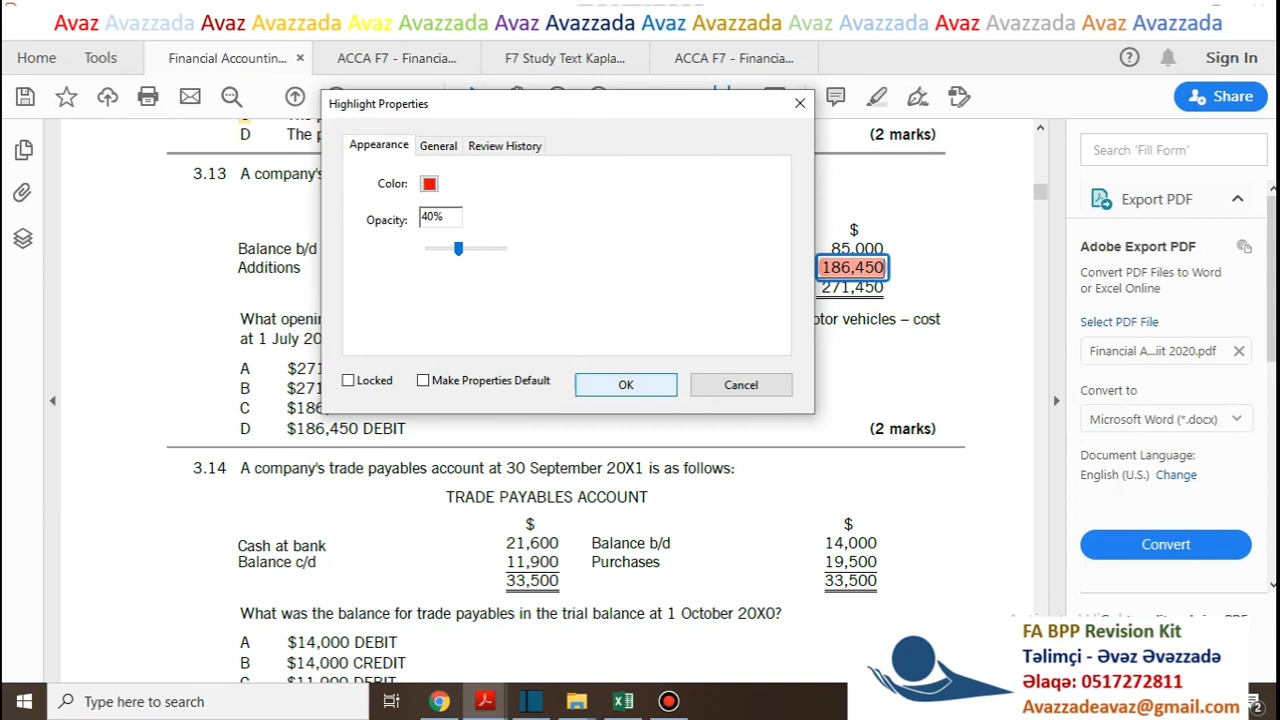 Avaz Avazzada Avaz Avazzada Avaz Avazzada Avaz Avazzada Avaz Avazzada Avaz Avazzada Avaz Avazzada Avaz Avazzada
Home Tools Financial Accountin... × ACCA F7 - Financia... F7 Study Text Kapla... ACCA F7 - Financia... Sign In
Share
Highlight Properties
Appearance General Review History
Color:
Opacity: 40%
Locked Make Properties Default OK Cancel
D The p (2 marks)
3.13 A company's
$
Balance b/d 85,000
Additions 186,450
271,450
What openin otor vehicles – cost
at 1 July 20
A $271
B $271
C $186
D $186,450 DEBIT (2 marks)
3.14 A company's trade payables account at 30 September 20X1 is as follows:
TRADE PAYABLES ACCOUNT
$ $
Cash at bank 21,600 Balance b/d 14,000
Balance c/d 11,900 Purchases 19,500
33,500 33,500
What was the balance for trade payables in the trial balance at 1 October 20X0?
A $14,000 DEBIT
B $14,000 CREDIT
C $11,900 DEBIT
Search 'Fill Form'
Export PDF
Adobe Export PDF
Convert PDF Files to Word
or Excel Online
Select PDF File
Financial A...iit 2020.pdf
Convert to
Microsoft Word (*.docx)
Document Language:
English (U.S.) Change
Convert
FA BPP Revision Kit
Təlimçi - Əvəz Əvəzzadə
Əlaqə: 0517272811
Avazzadeavaz@gmail.com
Type here to search
2